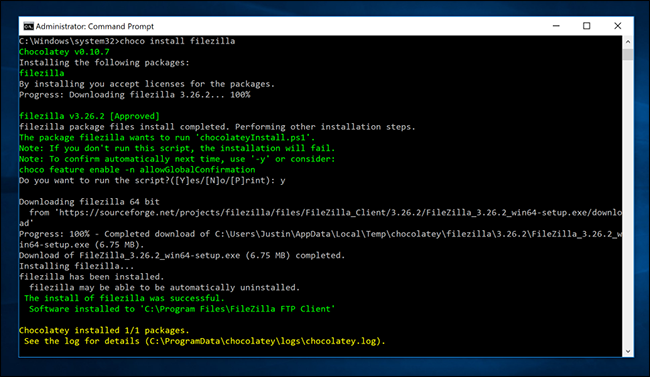 Administrator: Command Prompt
C:\Windows\system32>choco install filezilla
Chocolatey v0.10.7
Installing the following packages:
filezilla
By installing you accept licenses for the packages.
Progress: Downloading filezilla 3.26.2... 100%
filezilla v3.26.2 [Approved]
filezilla package files install completed. Performing other installation steps.
The package filezilla wants to run 'chocolateyInstall.ps1'.
Note: If you don't run this script, the installation will fail.
Note: To confirm automatically next time, use '-y' or consider:
choco feature enable -n allowGlobalConfirmation
Do you want to run the script?([Y]es/[N]o/[P]rint): y
Downloading filezilla 64 bit
from 'https://sourceforge.net/projects/filezilla/files/FileZilla_Client/3.26.2/FileZilla_3.26.2_win64-setup.exe/downlo
ad'
Progress: 100% - Completed download of C:\Users\Justin\AppData\Local\Temp\chocolatey\filezilla\3.26.2\FileZilla_3.26.2_w
in64-setup.exe (6.75 MB).
Download of FileZilla_3.26.2_win64-setup.exe (6.75 MB) completed.
Installing filezilla...
filezilla has been installed.
filezilla may be able to be automatically uninstalled.
The install of filezilla was successful.
Software installed to 'C:\Program Files\FileZilla FTP Client'
Chocolatey installed 1/1 packages.
See the log for details (C:\ProgramData\chocolatey\logs\chocolatey.log).